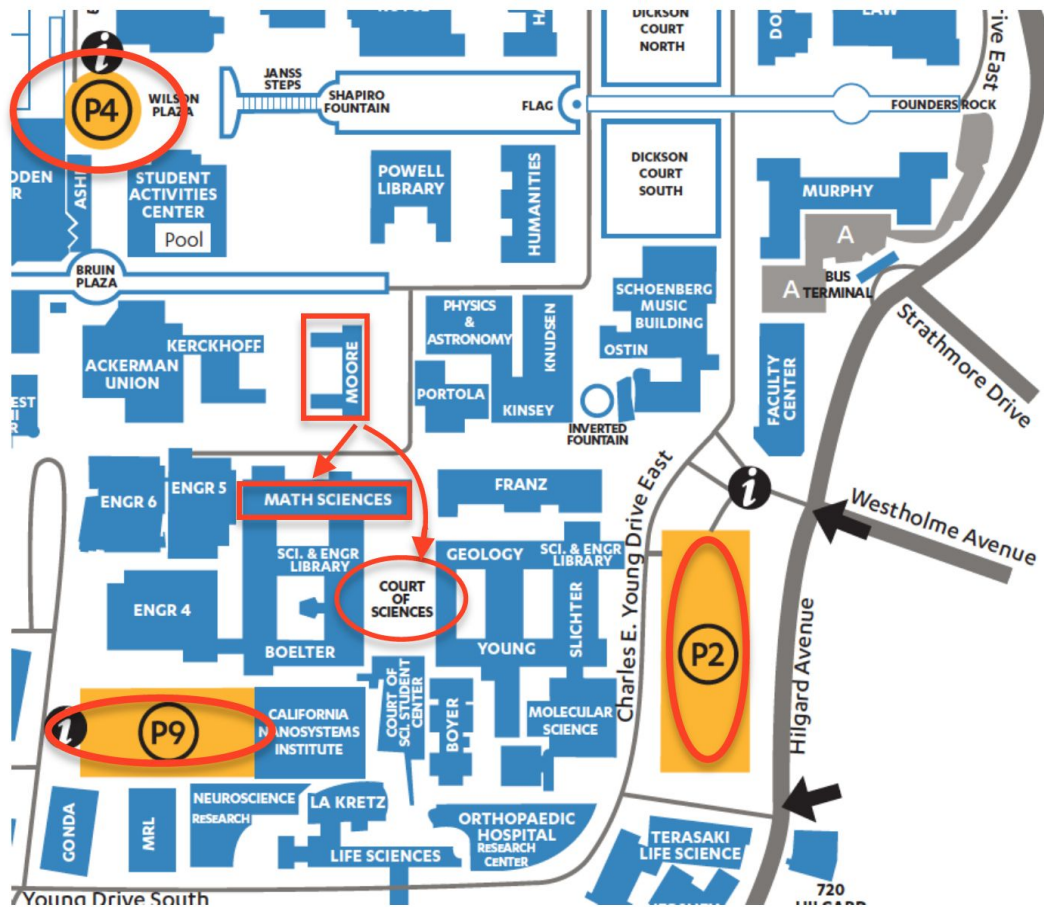 DICKSON
COURT
NORTH
LAW
i
P4
WILSON
PLAZA
JANSS
STEPS
SHAPIRO
FOUNTAIN
FLAG
FOUNDERS ROCK
STUDENT
ACTIVITIES
CENTER
Pool
POWELL
LIBRARY
HUMANITIES
DICKSON
COURT
SOUTH
MURPHY
A
A
BUS
TERMINAL
BRUIN
PLAZA
ACKERMAN
UNION
KERCKHOFF
MOORE
PHYSICS
&
ASTRONOMY
KNUDSEN
PORTOLA
KINSEY
SCHOENBERG
MUSIC
BUILDING
OSTIN
INVERTED
FOUNTAIN
FACULTY
CENTER
Strathmore Drive
ENGR 6
ENGR 5
MATH SCIENCES
FRANZ
i
Westholme Avenue
SCI. & ENGR
LIBRARY
GEOLOGY
SCI. & ENGR
LIBRARY
COURT
OF
SCIENCES
ENGR 4
BOELTER
YOUNG
SLICHTER
Charles E. Young Drive East
P2
Hilgard Avenue
i
P9
CALIFORNIA
NANOSYSTEMS
INSTITUTE
COURT OF
SCI. STUDENT
CENTER
BOYER
MOLECULAR
SCIENCE
GONDA
MRL
NEUROSCIENCE
RESEARCH
LA KRETZ
LIFE SCIENCES
ORTHOPAEDIC
HOSPITAL
RESEARCH
CENTER
TERASAKI
LIFE SCIENCE
720
Young Drive South